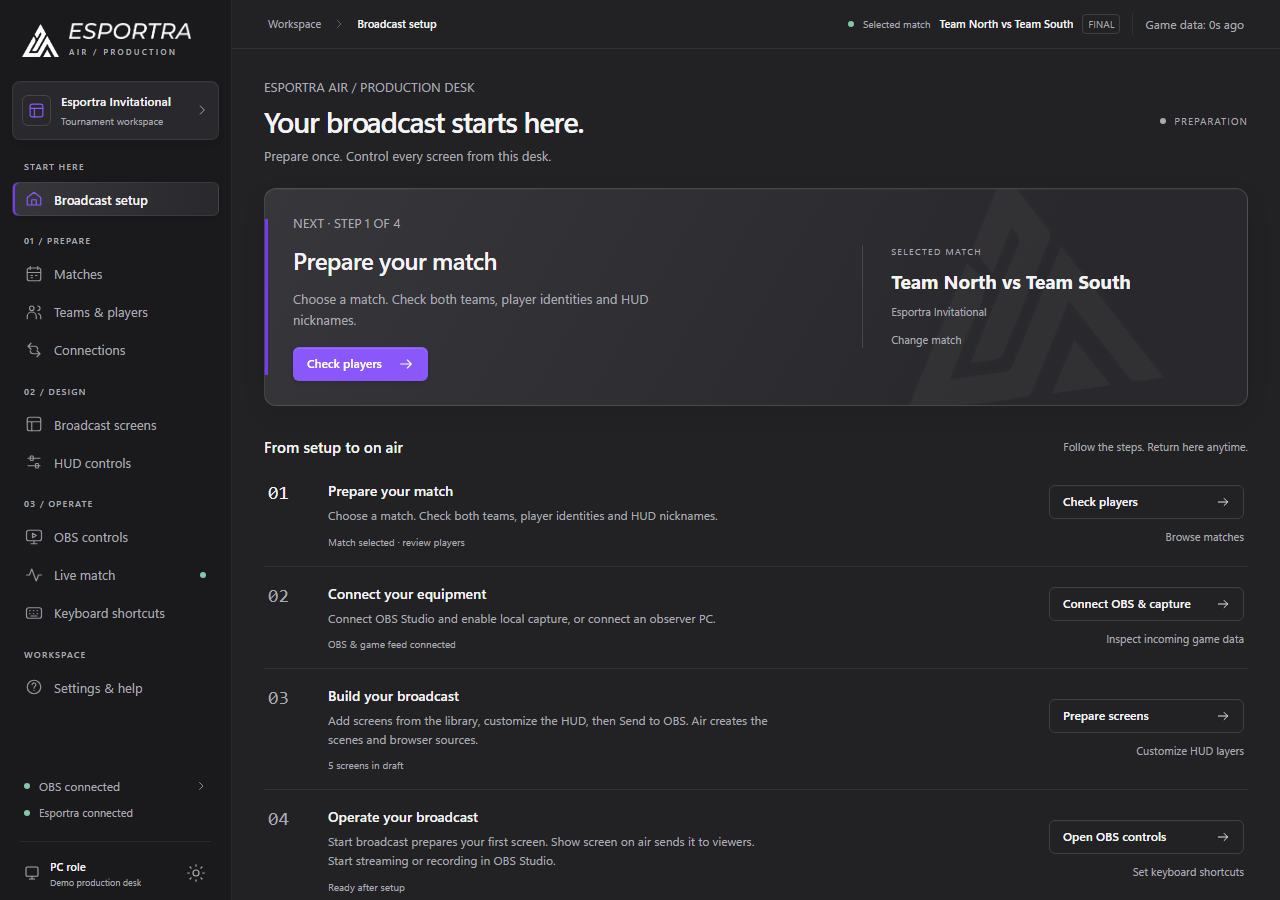 ESPORTRA
AIR / PRODUCTION
Esportra Invitational
Tournament workspace
START HERE
Broadcast setup
01 / PREPARE
Matches
Teams & players
Connections
02 / DESIGN
Broadcast screens
HUD controls
03 / OPERATE
OBS controls
Live match
Keyboard shortcuts
WORKSPACE
Settings & help
OBS connected
Esportra connected
PC role
Demo production desk
Workspace
Broadcast setup
Selected match Team North vs Team South FINAL
Game data: 0s ago
ESPORTRA AIR / PRODUCTION DESK
Your broadcast starts here.
PREPARATION
Prepare once. Control every screen from this desk.
NEXT · STEP 1 OF 4
Prepare your match
Choose a match. Check both teams, player identities and HUD
nicknames.
Check players
SELECTED MATCH
Team North vs Team South
Esportra Invitational
Change match
From setup to on air
Follow the steps. Return here anytime.
01
Prepare your match
Choose a match. Check both teams, player identities and HUD nicknames.
Match selected · review players
Check players
Browse matches
02
Connect your equipment
Connect OBS Studio and enable local capture, or connect an observer PC.
OBS & game feed connected
Connect OBS & capture
Inspect incoming game data
03
Build your broadcast
Add screens from the library, customize the HUD, then Send to OBS. Air creates the
scenes and browser sources.
5 screens in draft
Prepare screens
Customize HUD layers
04
Operate your broadcast
Start broadcast prepares your first screen. Show screen on air sends it to viewers.
Start streaming or recording in OBS Studio.
Ready after setup
Open OBS controls
Set keyboard shortcuts